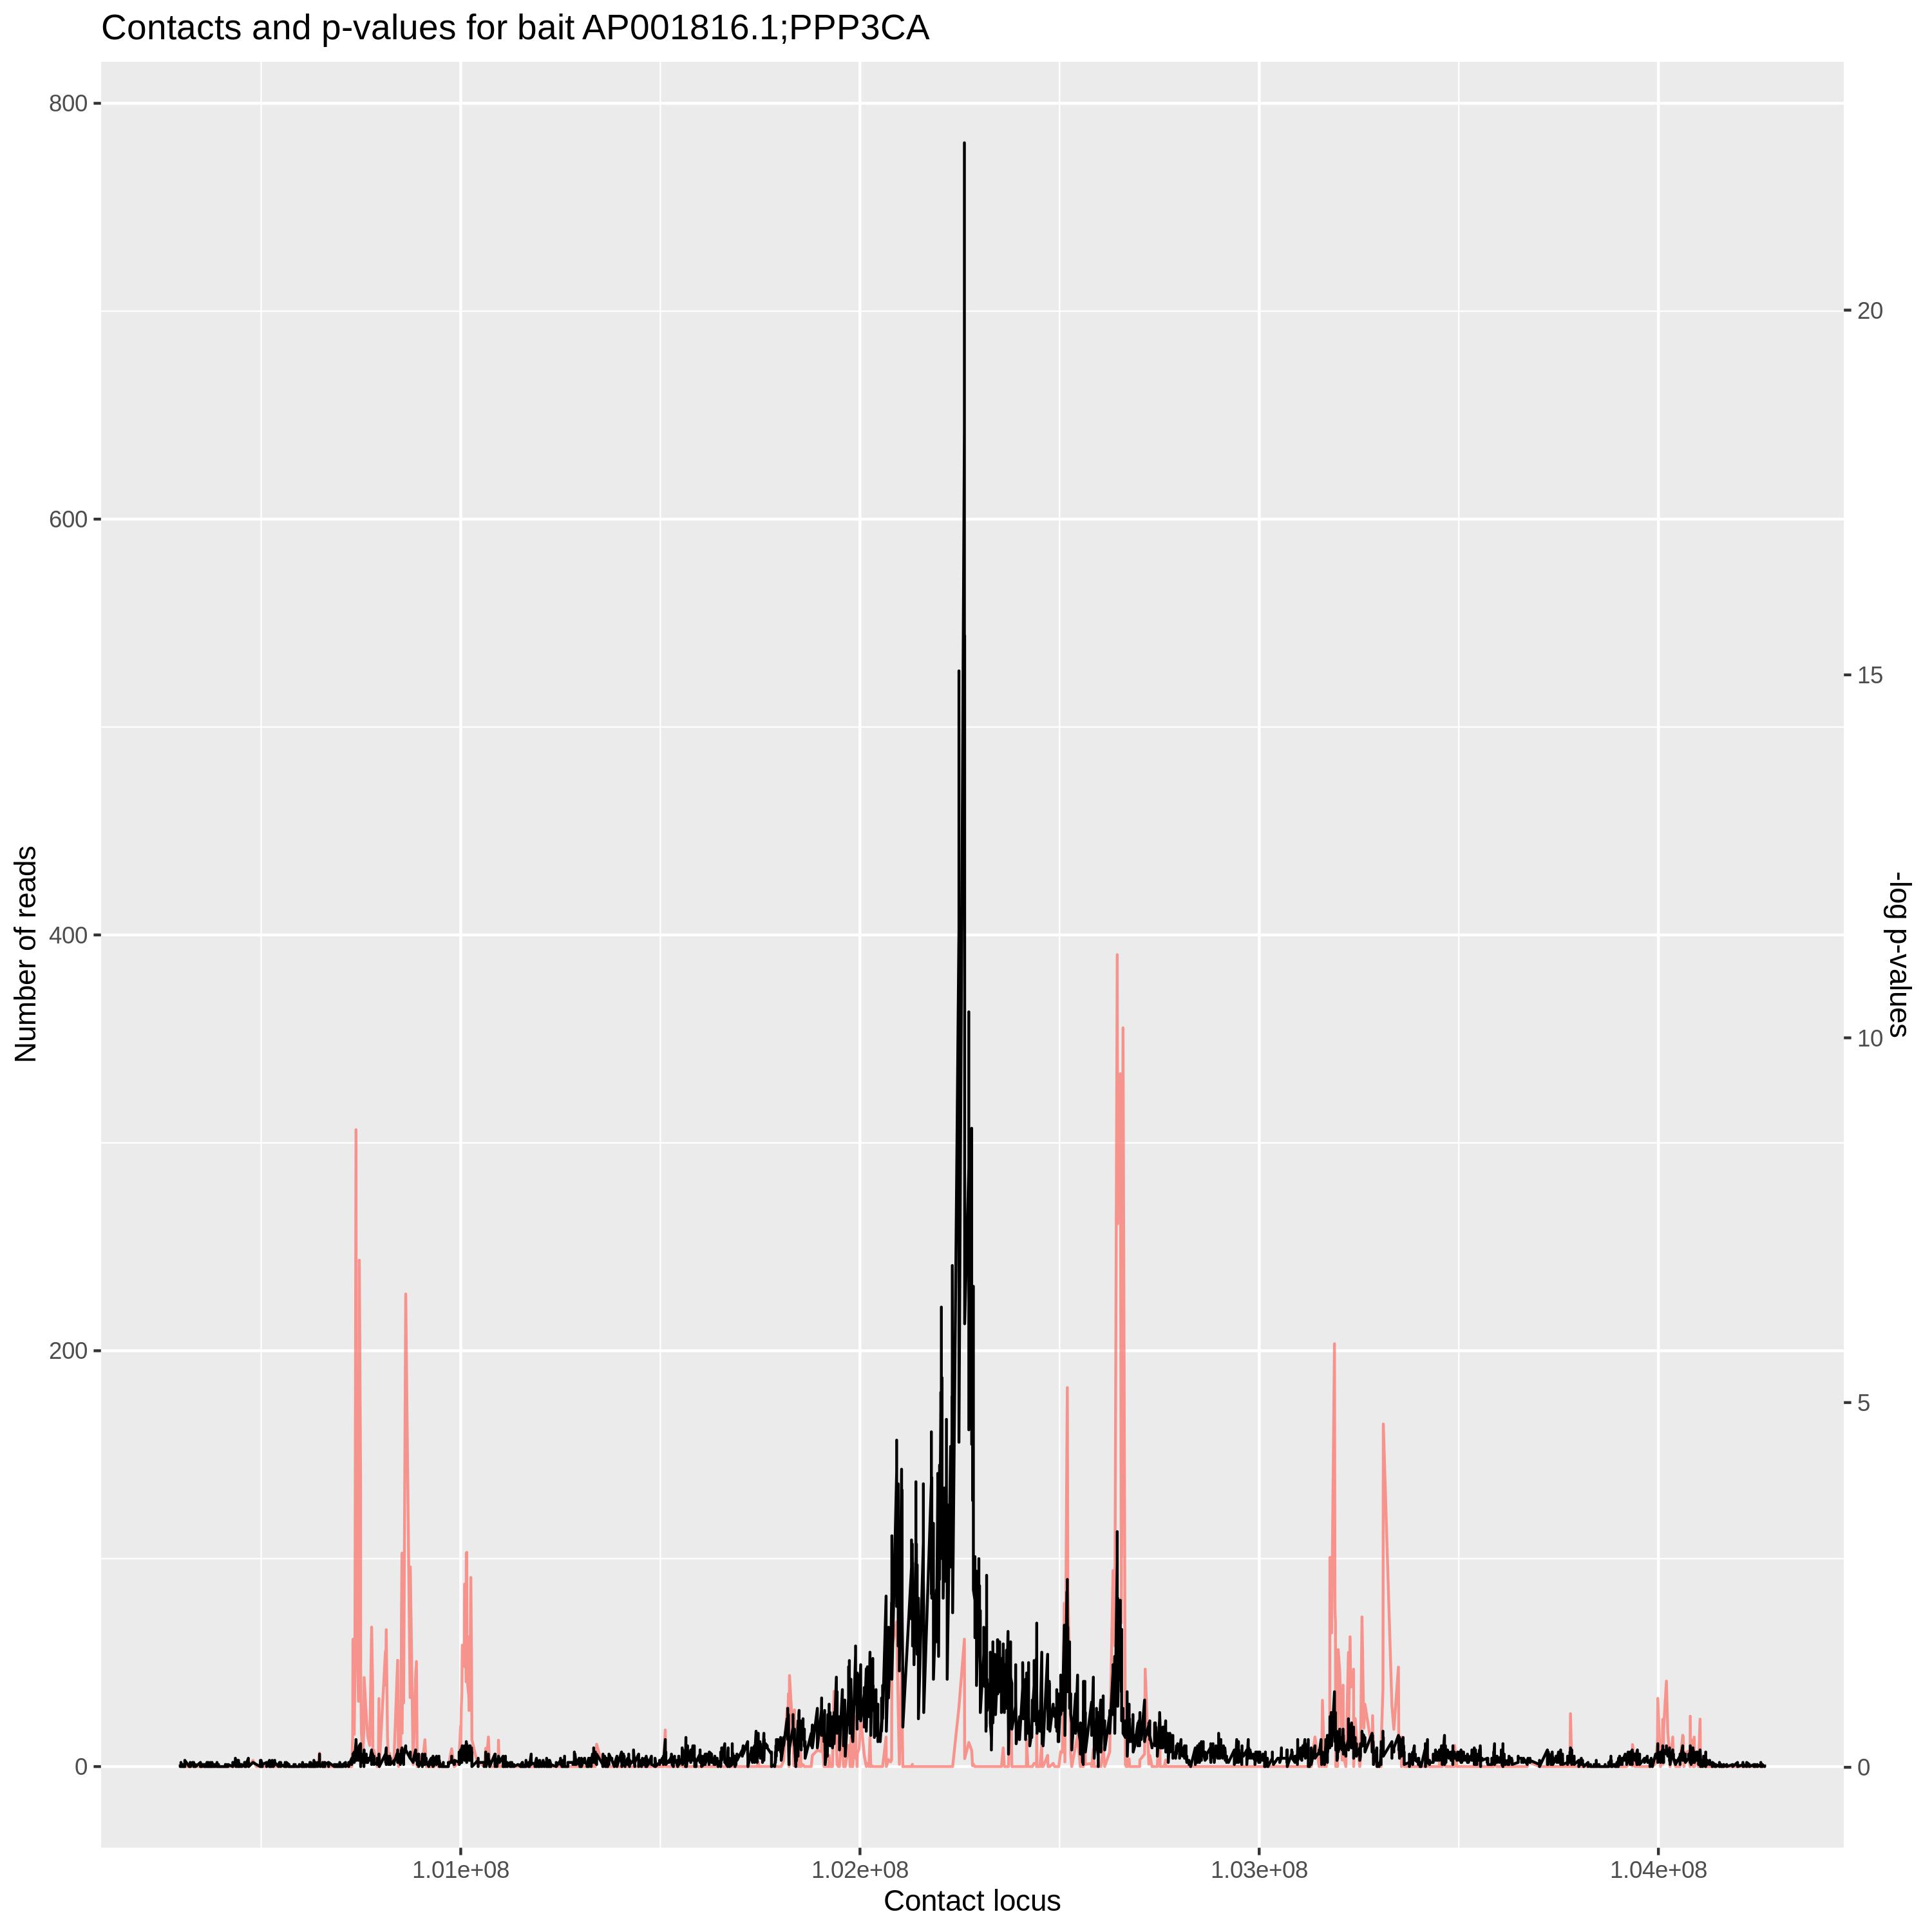 Contacts and p-values for bait AP001816.1;PPP3CA
800
600
400
200
0
Number of reads
20
15
10
5
0
-log p-values
1.01e+08 1.02e+08 1.03e+08 1.04e+08
Contact locus